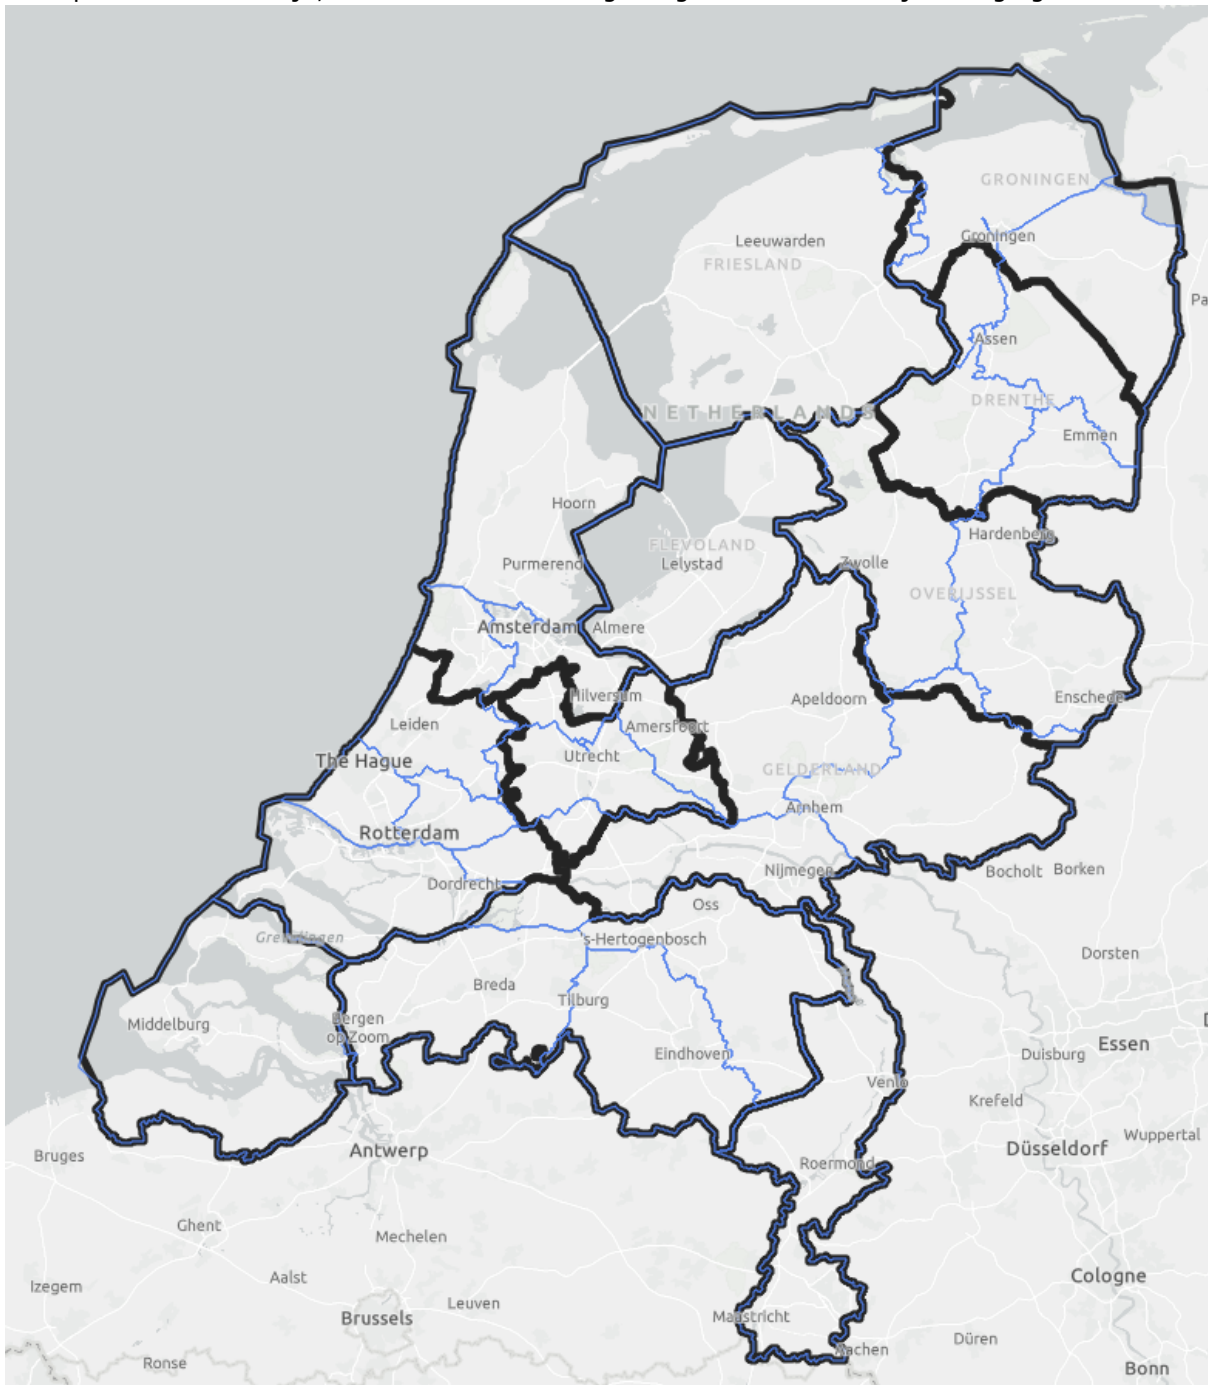 GRONINGEN
Groningen
Leeuwarden
FRIESLAND
Pa
Assen
DRENTHE
NETHERLANDS
Emmen
Hoorn
Hardenberg
FLEVOLAND
Purmerend
Lelystad
Zwolle
OVERIJSSEL
Amsterdam
Almere
Hilversum
Apeldoorn
Enschede
Leiden
Amersfoort
The Hague
Utrecht
GELDERLAND
Arnhem
Rotterdam
Nijmegen
Bocholt
Borken
Dordrecht
Oss
Grevelingen
's-Hertogenbosch
Dorsten
Breda
Tilburg
Middelburg
Bergen
op Zoom
Essen
Eindhoven
Duisburg
Venlo
Krefeld
Wuppertal
Antwerp
Düsseldorf
Bruges
Roermond
Ghent
Mechelen
Izegem
Aalst
Cologne
Leuven
Brussels
Maastricht
Düren
Aachen
Ronse
Bonn